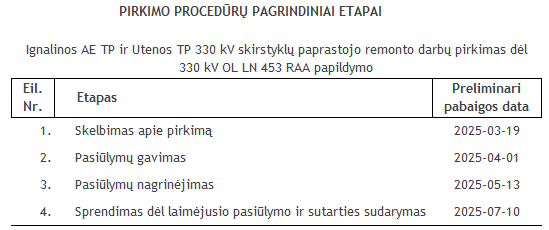 PIRKIMO PROCEDŪRŲ PAGRINDINIAI ETAPAI
Ignalinos AE TP ir Utenos TP 330 kV skirstyklų paprastojo remonto darbų pirkimas dėl
330 kV OL LN 453 RAA papildymo
Eil. Nr. Etapas Preliminari pabaigos data
1. Skelbimas apie pirkimą 2025-03-19
2. Pasiūlymų gavimas 2025-04-01
3. Pasiūlymų nagrinėjimas 2025-05-13
4. Sprendimas dėl laimėjusio pasiūlymo ir sutarties sudarymas 2025-07-10